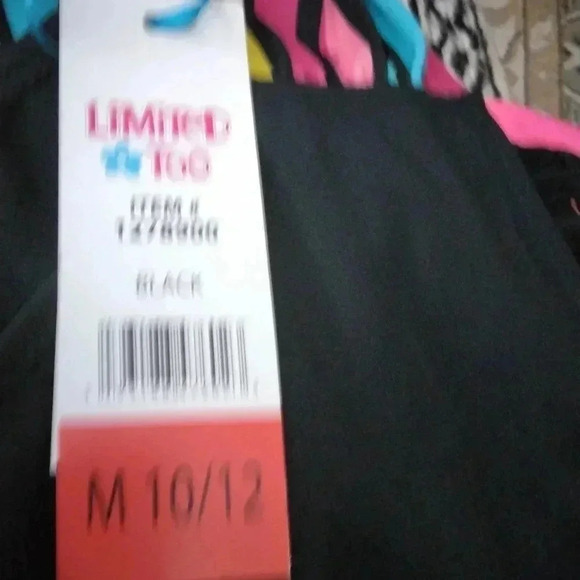 LiMiTeD
Too
ITEM #
BLACK
M 10/12